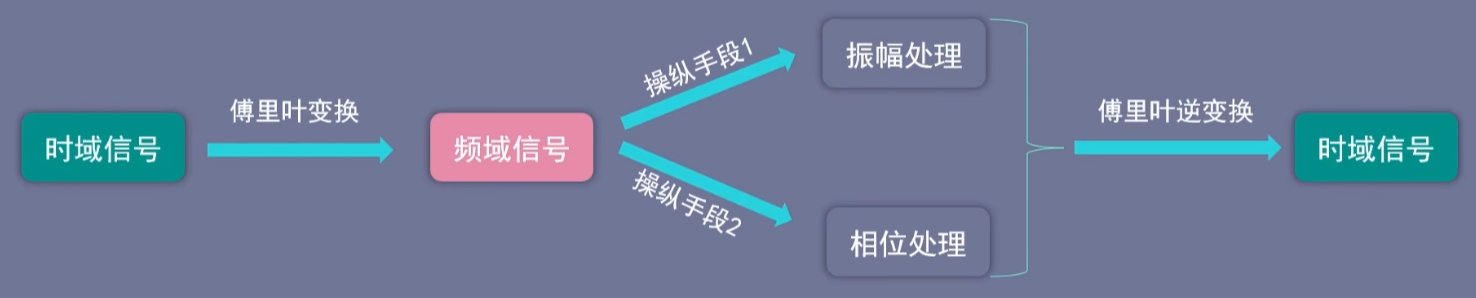 时域信号
傅里叶变换
频域信号
操纵手段1
振幅处理
操纵手段2
相位处理
傅里叶逆变换
时域信号